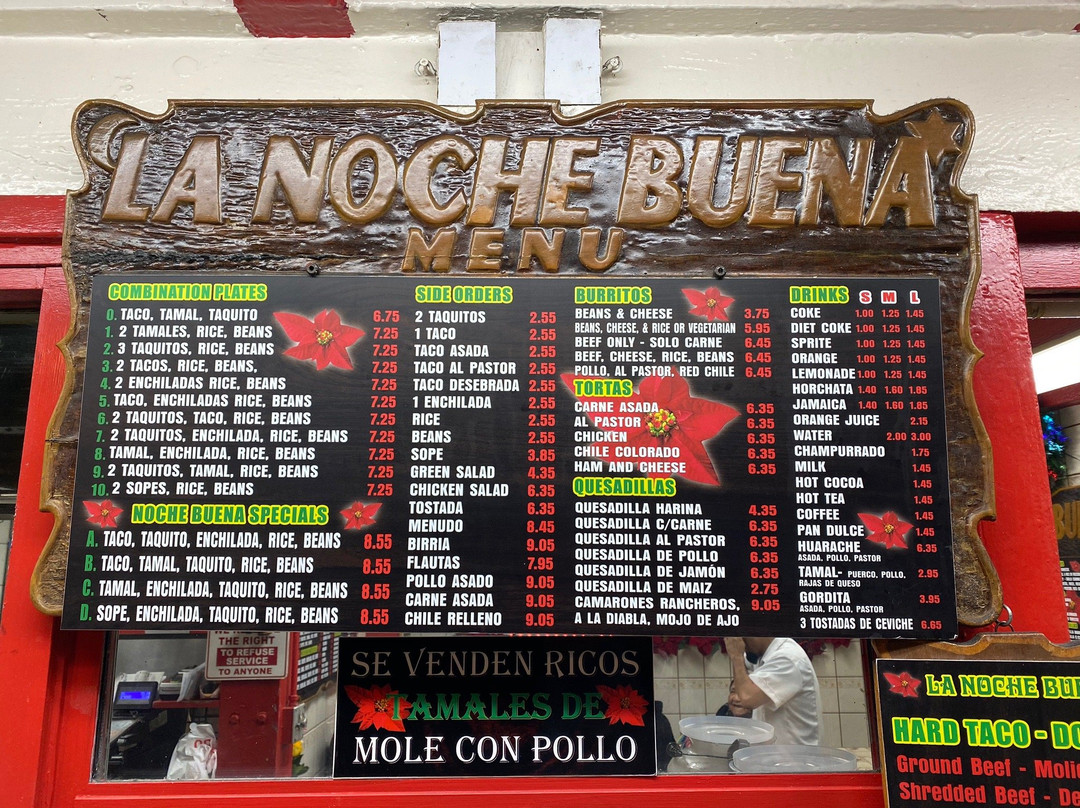 LA NOCHE BUENA
MENU
COMBINATION PLATES
0. TACO, TAMAL, TAQUITO 6.75
1. 2 TAMALES, RICE, BEANS 7.25
2. 3 TAQUITOS, RICE, BEANS 7.25
3. 2 TACOS, RICE, BEANS, 7.25
4. 2 ENCHILADAS RICE, BEANS 7.25
5. TACO, ENCHILADAS RICE, BEANS 7.25
6. 2 TAQUITOS, TACO, RICE, BEANS 7.25
7. 2 TAQUITOS, ENCHILADA, RICE, BEANS 7.25
8. TAMAL, ENCHILADA, RICE, BEANS 7.25
9. 2 TAQUITOS, TAMAL, RICE, BEANS 7.25
10. 2 SOPES, RICE, BEANS 7.25
NOCHE BUENA SPECIALS
A. TACO, TAQUITO, ENCHILADA, RICE, BEANS 8.55
B. TACO, TAMAL, TAQUITO, RICE, BEANS 8.55
C. TAMAL, ENCHILADA, TAQUITO, RICE, BEANS 8.55
D. SOPE, ENCHILADA, TAQUITO, RICE, BEANS 8.55
SIDE ORDERS
2 TAQUITOS 2.55
1 TACO 2.55
TACO ASADA 2.55
TACO AL PASTOR 2.55
TACO DESEBRADA 2.55
1 ENCHILADA 2.55
RICE 2.55
BEANS 2.55
SOPE 3.85
GREEN SALAD 4.35
CHICKEN SALAD 6.35
TOSTADA 6.35
MENUDO 8.45
BIRRIA 9.05
FLAUTAS 7.95
POLLO ASADO 9.05
CARNE ASADA 9.05
CHILE RELLENO 9.05
BURRITOS
BEANS & CHEESE 3.75
BEANS, CHEESE, & RICE OR VEGETARIAN 5.95
BEEF ONLY - SOLO CARNE 6.45
BEEF, CHEESE, RICE, BEANS 6.45
POLLO, AL PASTOR, RED CHILE 6.45
TORTAS
CARNE ASADA 6.35
AL PASTOR 6.35
CHICKEN 6.35
CHILE COLORADO 6.35
HAM AND CHEESE 6.35
QUESADILLAS
QUESADILLA HARINA 4.35
QUESADILLA C/CARNE 6.35
QUESADILLA AL PASTOR 6.35
QUESADILLA DE POLLO 6.35
QUESADILLA DE JAMÓN 6.35
QUESADILLA DE MAIZ 2.75
CAMARONES RANCHEROS, 9.05
A LA DIABLA, MOJO DE AJO
DRINKS S M L
COKE 1.00 1.25 1.45
DIET COKE 1.00 1.25 1.45
SPRITE 1.00 1.25 1.45
ORANGE 1.00 1.25 1.45
LEMONADE 1.00 1.25 1.45
HORCHATA 1.40 1.60 1.85
JAMAICA 1.40 1.60 1.85
ORANGE JUICE 2.15
WATER 2.00 3.00
CHAMPURRADO 1.75
MILK 1.45
HOT COCOA 1.45
HOT TEA 1.45
COFFEE 1.45
PAN DULCE 1.45
HUARACHE 6.35
ASADA, POLLO, PASTOR
TAMAL- PUERCO, POLLO, 2.95
RAJAS DE QUESO
GORDITA 3.95
ASADA, POLLO, PASTOR
3 TOSTADAS DE CEVICHE 6.65
THE RIGHT
TO REFUSE
SERVICE
TO ANYONE
SE VENDEN RICOS
TAMALES DE
MOLE CON POLLO
LA NOCHE BU
HARD TACO - DO
Ground Beef - Molid
Shredded Beef - De